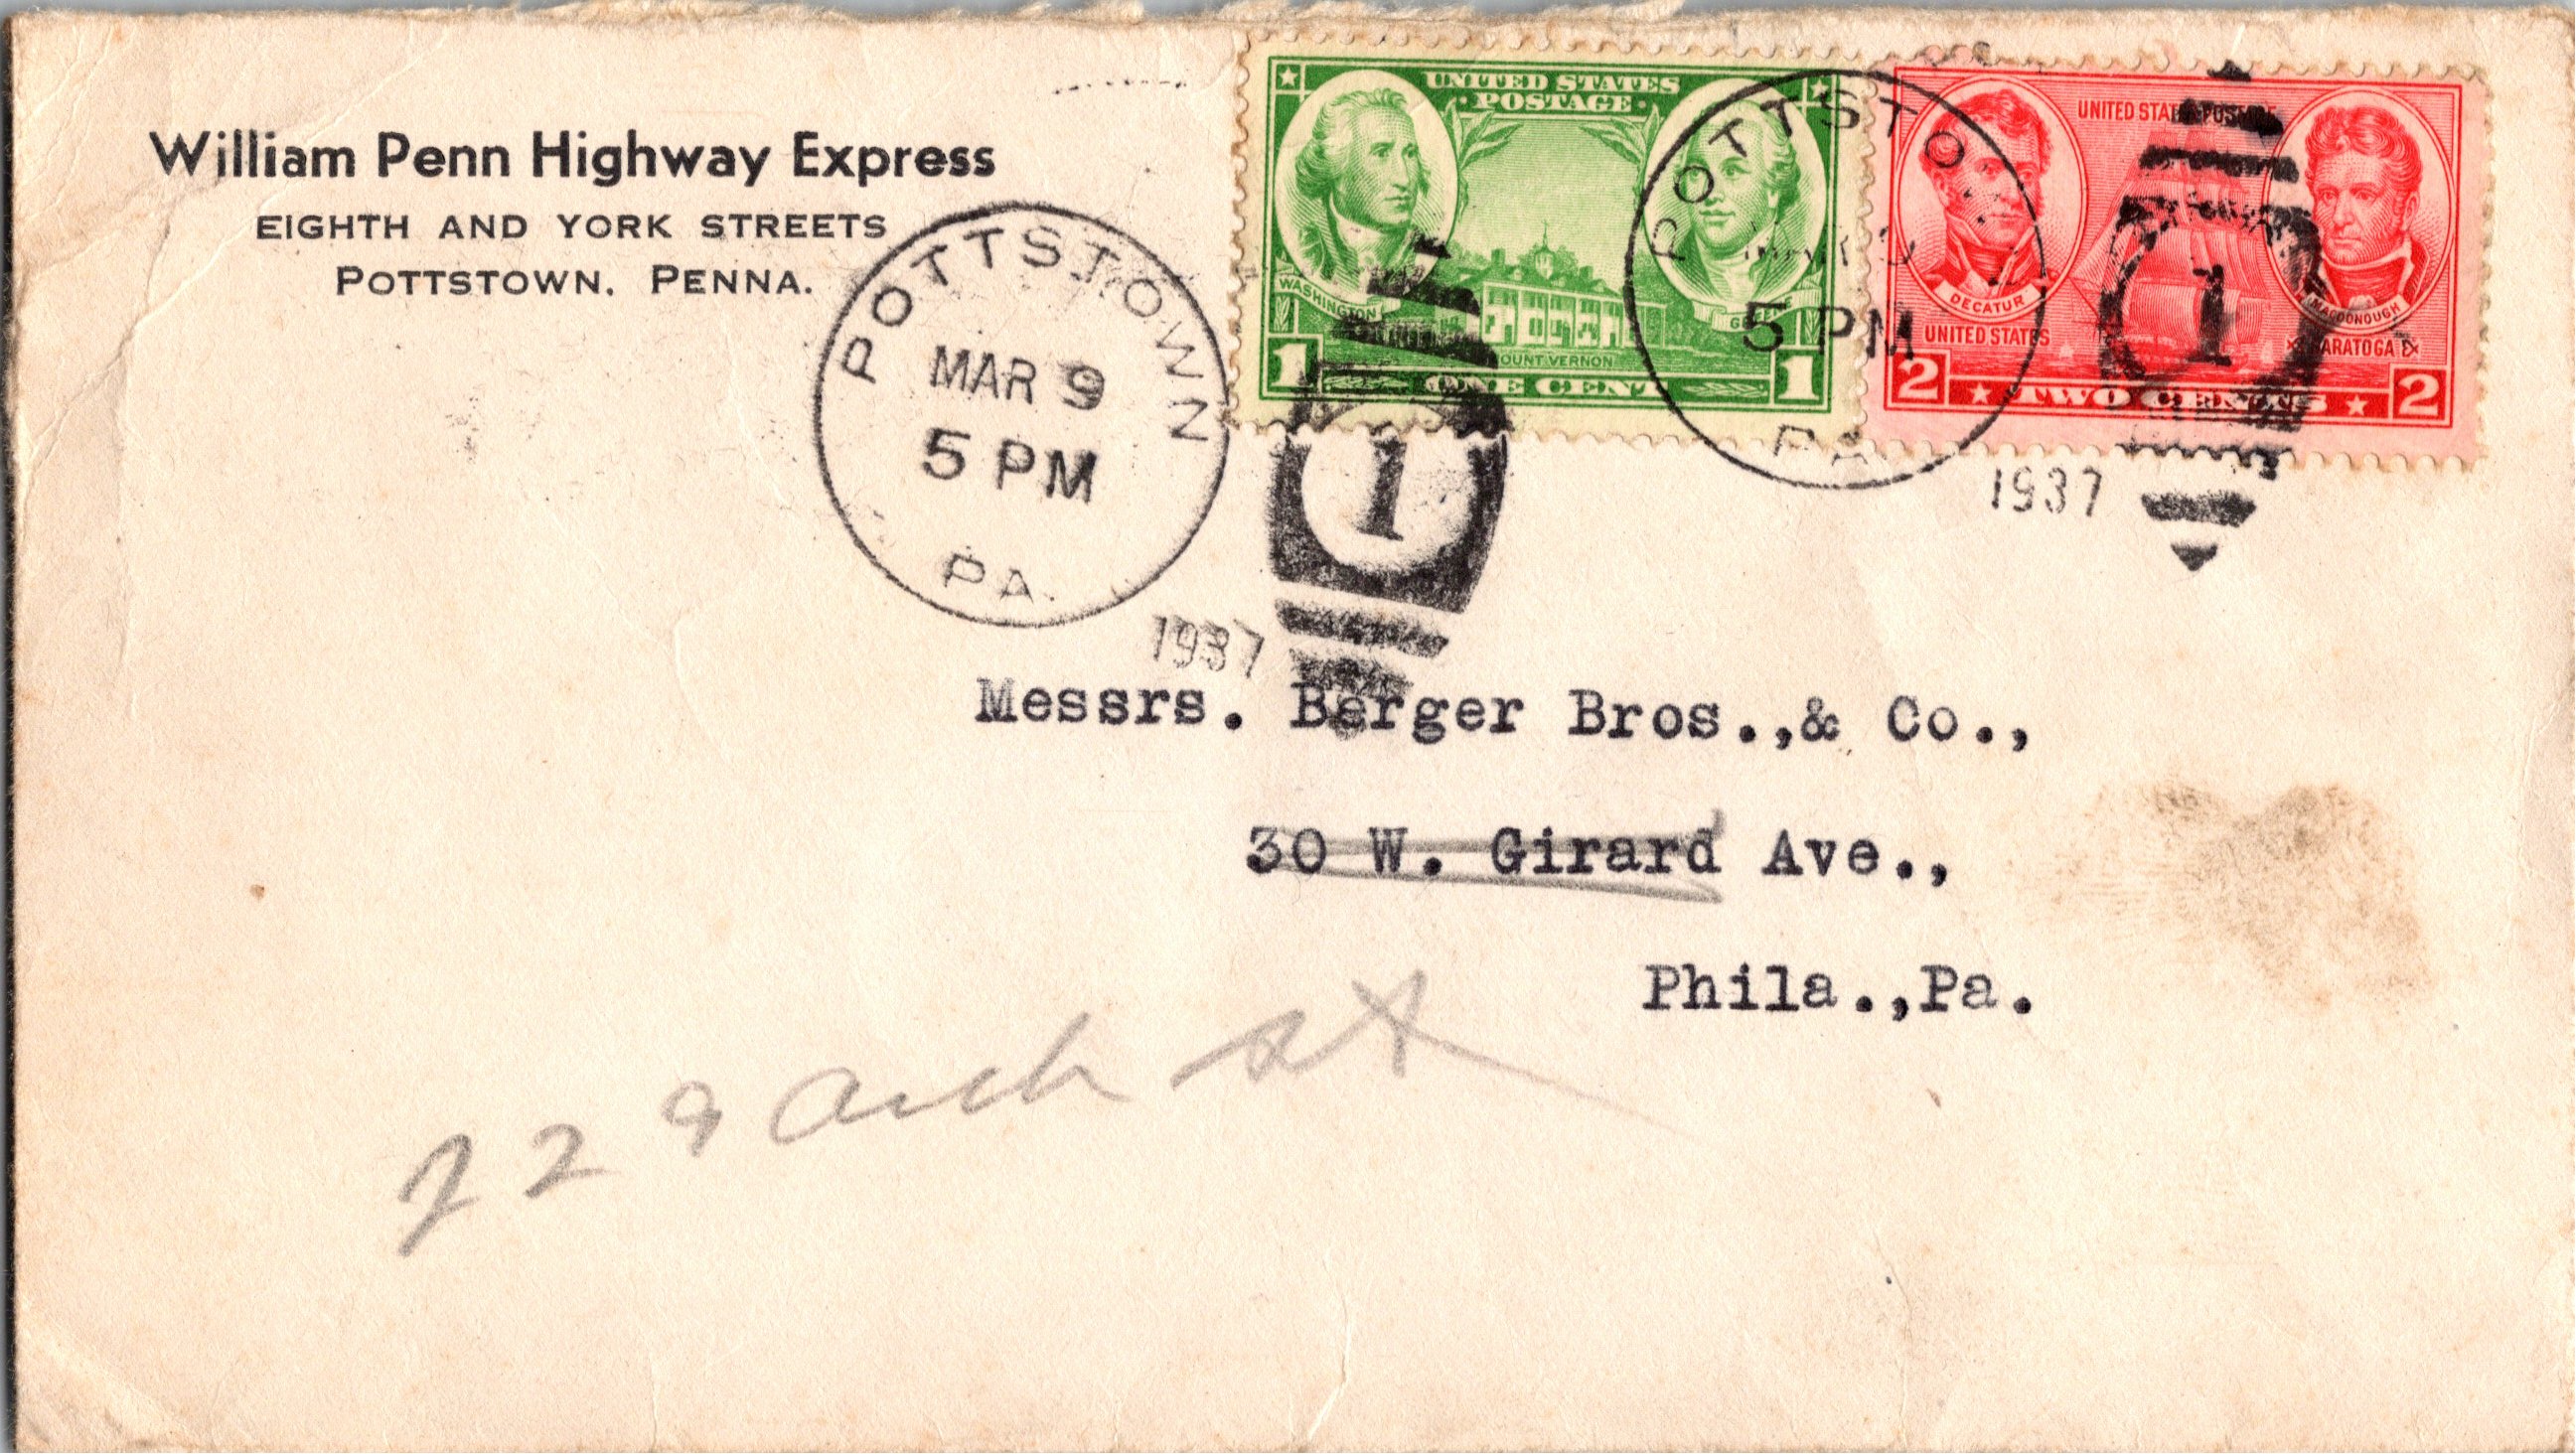 William Penn Highway Express
EIGHTH AND YORK STREETS
POTTSTOWN, PENNA.
POTTSTOWN
MAR 9
5 PM
PA.
1937
1
UNITED STATES
POSTAGE
WASHINGTON
MOUNT VERNON
1 ONE CENT 1
POTTSTO
5 PM
PA
1937
1
UNITED STATES POSTAGE
DECATUR
MACDONOUGH
UNITED STATES
SARATOGA
2 TWO CENTS 2
Messrs. Berger Bros.,& Co.,
30 W. Girard Ave.,
Phila.,Pa.
229 Arch St